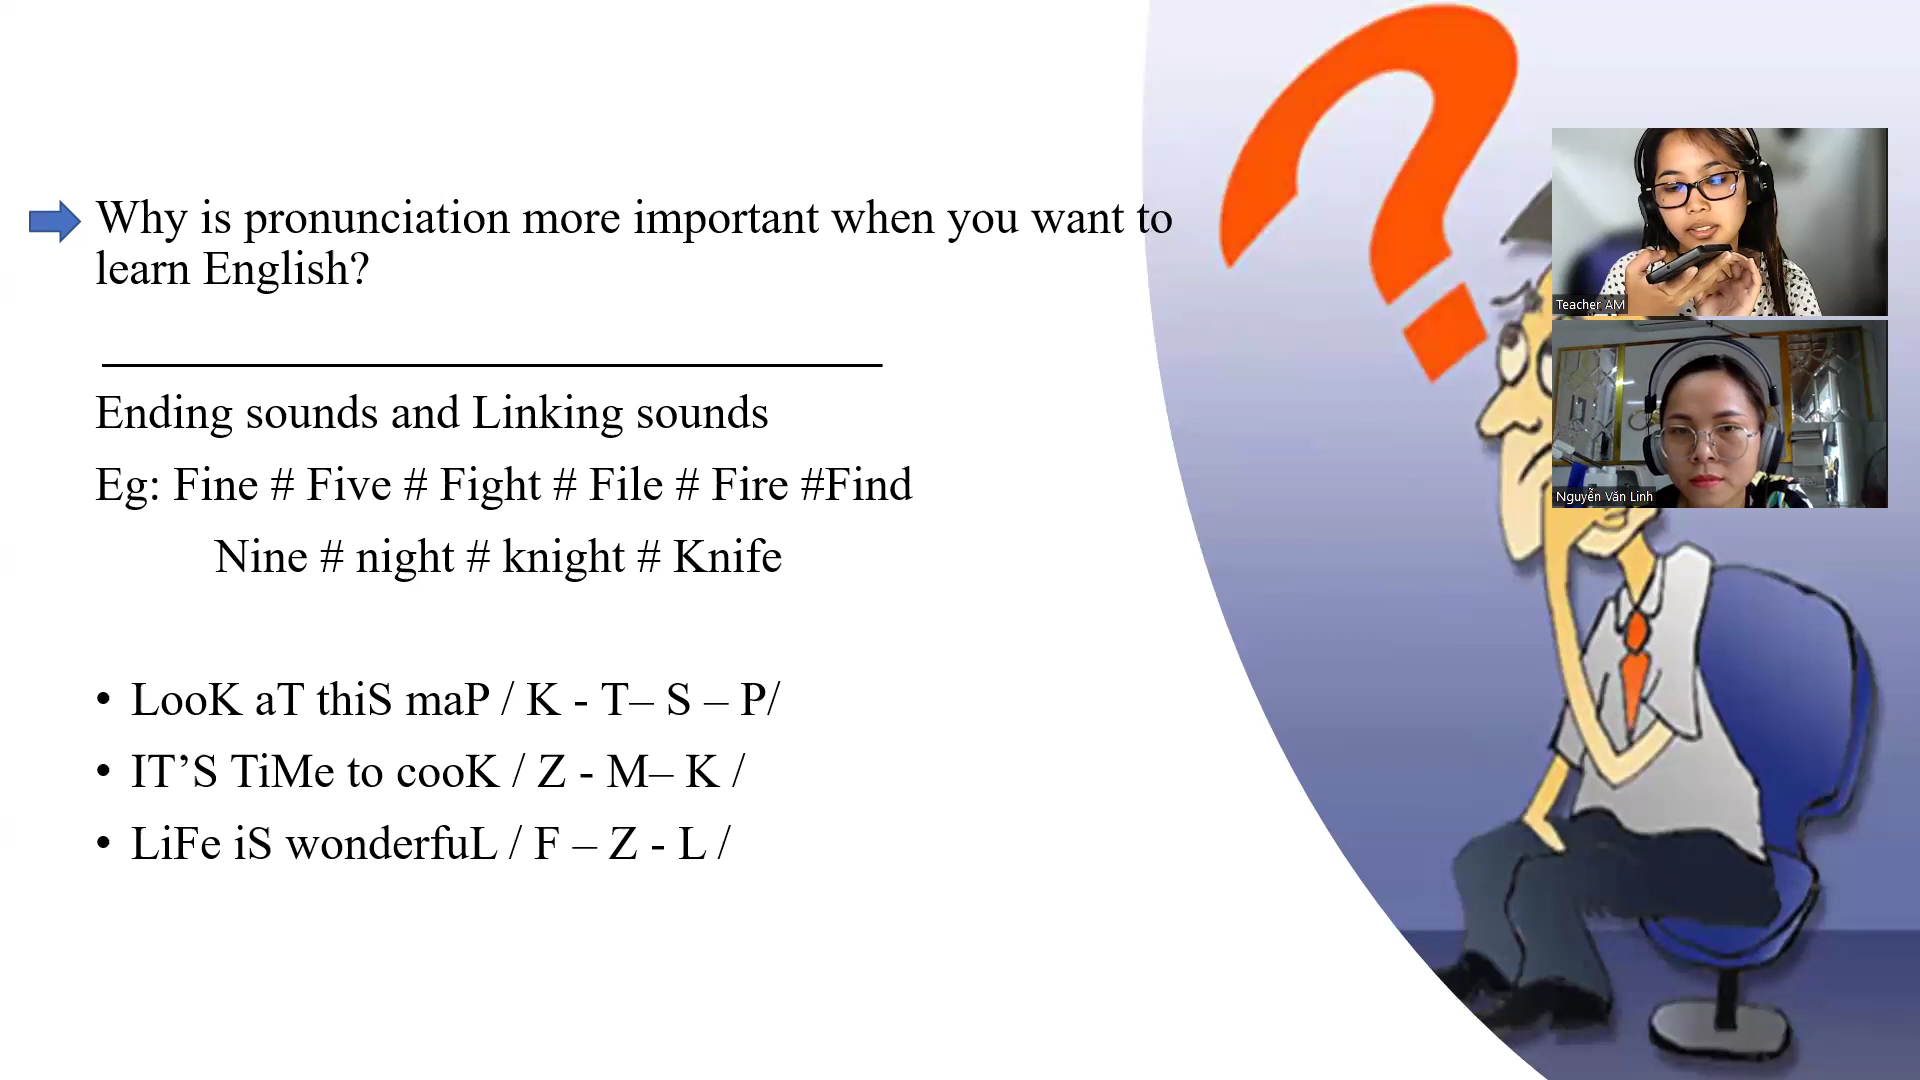 Why is pronunciation more important when you want to
learn English?
Ending sounds and Linking sounds
Eg: Fine # Five # Fight # File # Fire #Find
Nine # night # knight # Knife
• LooK aT thiS maP / K - T– S – P/
• IT’S TiMe to cooK / Z - M– K /
• LiFe iS wonderfuL / F – Z - L /
Teacher AM
Nguyễn Văn Linh